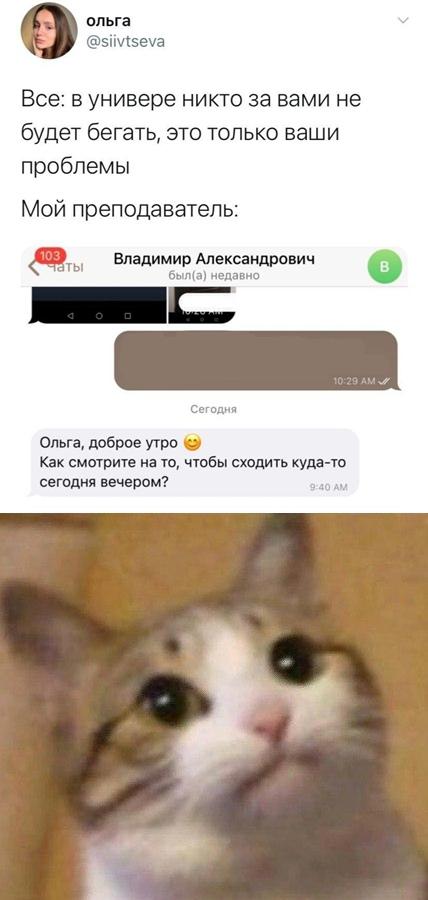 ольга
@siivtseva
Все: в универе никто за вами не
будет бегать, это только ваши
проблемы
Мой преподаватель:
103
Чаты
Владимир Александрович
был(а) недавно
В
10:29 AM
Сегодня
Ольга, доброе утро 😊
Как смотрите на то, чтобы сходить куда-то
сегодня вечером?
9:40 AM